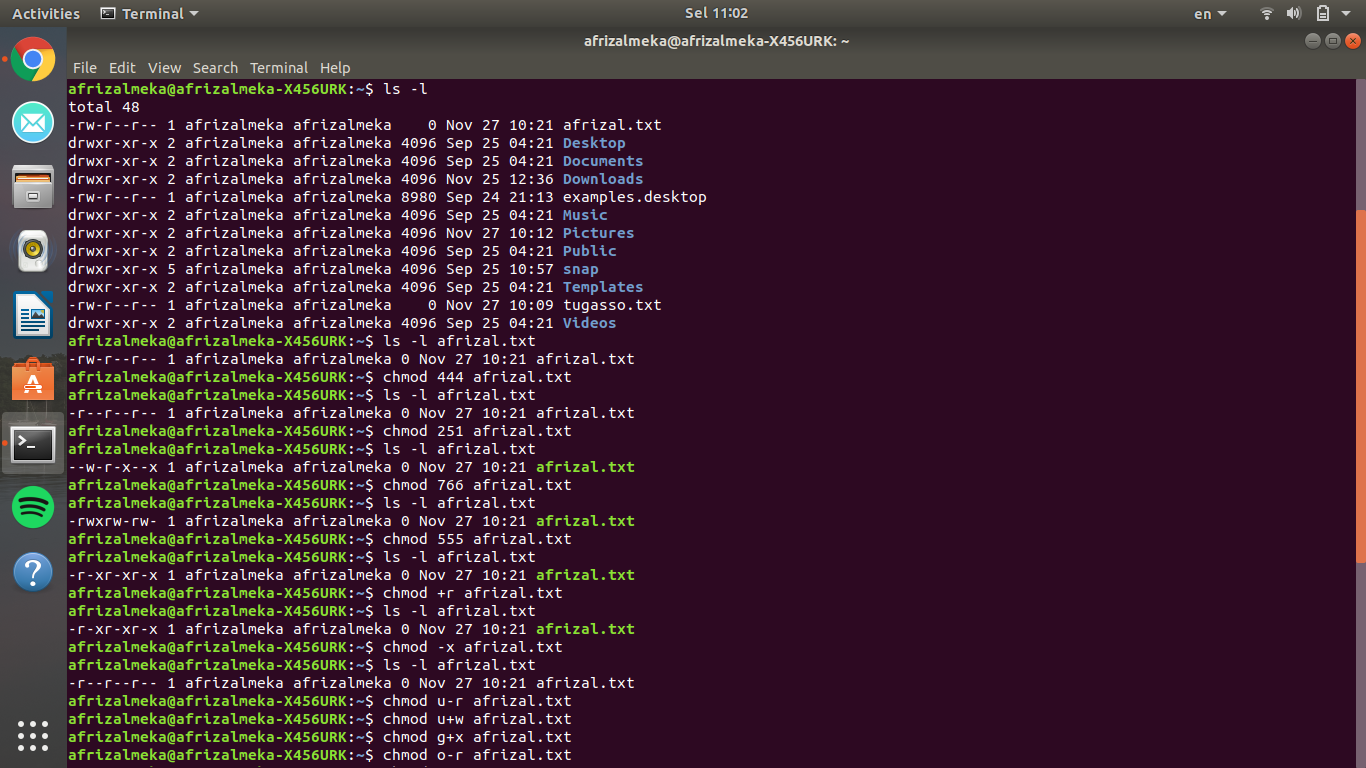 Activities Terminal Sel 11:02 en
afrizalmeka@afrizalmeka-X456URK: ~
File Edit View Search Terminal Help
afrizalmeka@afrizalmeka-X456URK:~$ ls -l
total 48
-rw-r--r-- 1 afrizalmeka afrizalmeka    0 Nov 27 10:21 afrizal.txt
drwxr-xr-x 2 afrizalmeka afrizalmeka 4096 Sep 25 04:21 Desktop
drwxr-xr-x 2 afrizalmeka afrizalmeka 4096 Sep 25 04:21 Documents
drwxr-xr-x 2 afrizalmeka afrizalmeka 4096 Nov 25 12:36 Downloads
-rw-r--r-- 1 afrizalmeka afrizalmeka 8980 Sep 24 21:13 examples.desktop
drwxr-xr-x 2 afrizalmeka afrizalmeka 4096 Sep 25 04:21 Music
drwxr-xr-x 2 afrizalmeka afrizalmeka 4096 Nov 27 10:12 Pictures
drwxr-xr-x 2 afrizalmeka afrizalmeka 4096 Sep 25 04:21 Public
drwxr-xr-x 5 afrizalmeka afrizalmeka 4096 Sep 25 10:57 snap
drwxr-xr-x 2 afrizalmeka afrizalmeka 4096 Sep 25 04:21 Templates
-rw-r--r-- 1 afrizalmeka afrizalmeka    0 Nov 27 10:09 tugasso.txt
drwxr-xr-x 2 afrizalmeka afrizalmeka 4096 Sep 25 04:21 Videos
afrizalmeka@afrizalmeka-X456URK:~$ ls -l afrizal.txt
-rw-r--r-- 1 afrizalmeka afrizalmeka 0 Nov 27 10:21 afrizal.txt
afrizalmeka@afrizalmeka-X456URK:~$ chmod 444 afrizal.txt
afrizalmeka@afrizalmeka-X456URK:~$ ls -l afrizal.txt
-r--r--r-- 1 afrizalmeka afrizalmeka 0 Nov 27 10:21 afrizal.txt
afrizalmeka@afrizalmeka-X456URK:~$ chmod 251 afrizal.txt
afrizalmeka@afrizalmeka-X456URK:~$ ls -l afrizal.txt
--w-r-x--x 1 afrizalmeka afrizalmeka 0 Nov 27 10:21 afrizal.txt
afrizalmeka@afrizalmeka-X456URK:~$ chmod 766 afrizal.txt
afrizalmeka@afrizalmeka-X456URK:~$ ls -l afrizal.txt
-rwxrw-rw- 1 afrizalmeka afrizalmeka 0 Nov 27 10:21 afrizal.txt
afrizalmeka@afrizalmeka-X456URK:~$ chmod 555 afrizal.txt
afrizalmeka@afrizalmeka-X456URK:~$ ls -l afrizal.txt
-r-xr-xr-x 1 afrizalmeka afrizalmeka 0 Nov 27 10:21 afrizal.txt
afrizalmeka@afrizalmeka-X456URK:~$ chmod +r afrizal.txt
afrizalmeka@afrizalmeka-X456URK:~$ ls -l afrizal.txt
-r-xr-xr-x 1 afrizalmeka afrizalmeka 0 Nov 27 10:21 afrizal.txt
afrizalmeka@afrizalmeka-X456URK:~$ chmod -x afrizal.txt
afrizalmeka@afrizalmeka-X456URK:~$ ls -l afrizal.txt
-r--r--r-- 1 afrizalmeka afrizalmeka 0 Nov 27 10:21 afrizal.txt
afrizalmeka@afrizalmeka-X456URK:~$ chmod u-r afrizal.txt
afrizalmeka@afrizalmeka-X456URK:~$ chmod u+w afrizal.txt
afrizalmeka@afrizalmeka-X456URK:~$ chmod g+x afrizal.txt
afrizalmeka@afrizalmeka-X456URK:~$ chmod o-r afrizal.txt